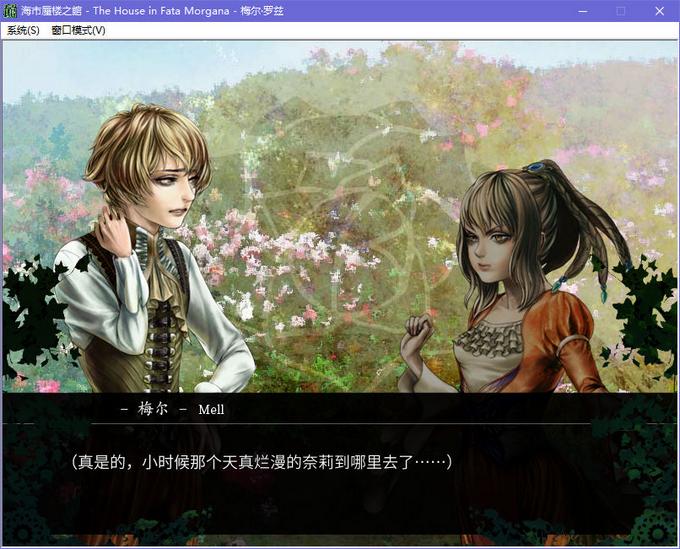 海市蜃楼之館 - The House in Fata Morgana - 梅尔·罗兹
系统(S) 窗口模式(V)
- 梅尔 - Mell
（真是的，小时候那个天真烂漫的奈莉到哪里去了……）